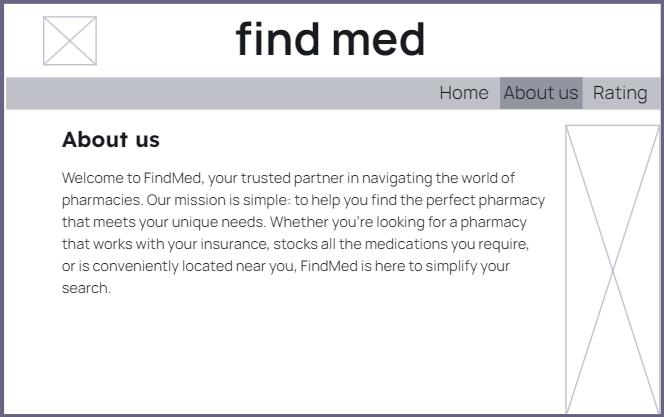 find med
Home About us Rating
About us
Welcome to FindMed, your trusted partner in navigating the world of
pharmacies. Our mission is simple: to help you find the perfect pharmacy
that meets your unique needs. Whether you're looking for a pharmacy
that works with your insurance, stocks all the medications you require,
or is conveniently located near you, FindMed is here to simplify your
search.